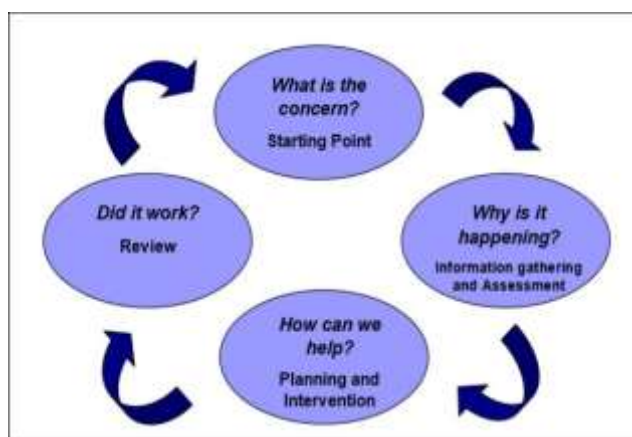 What is the
concern?
Starting Point
Why is it
happening?
Information gathering
and Assessment
How can we
help?
Planning and
Intervention
Did it work?
Review